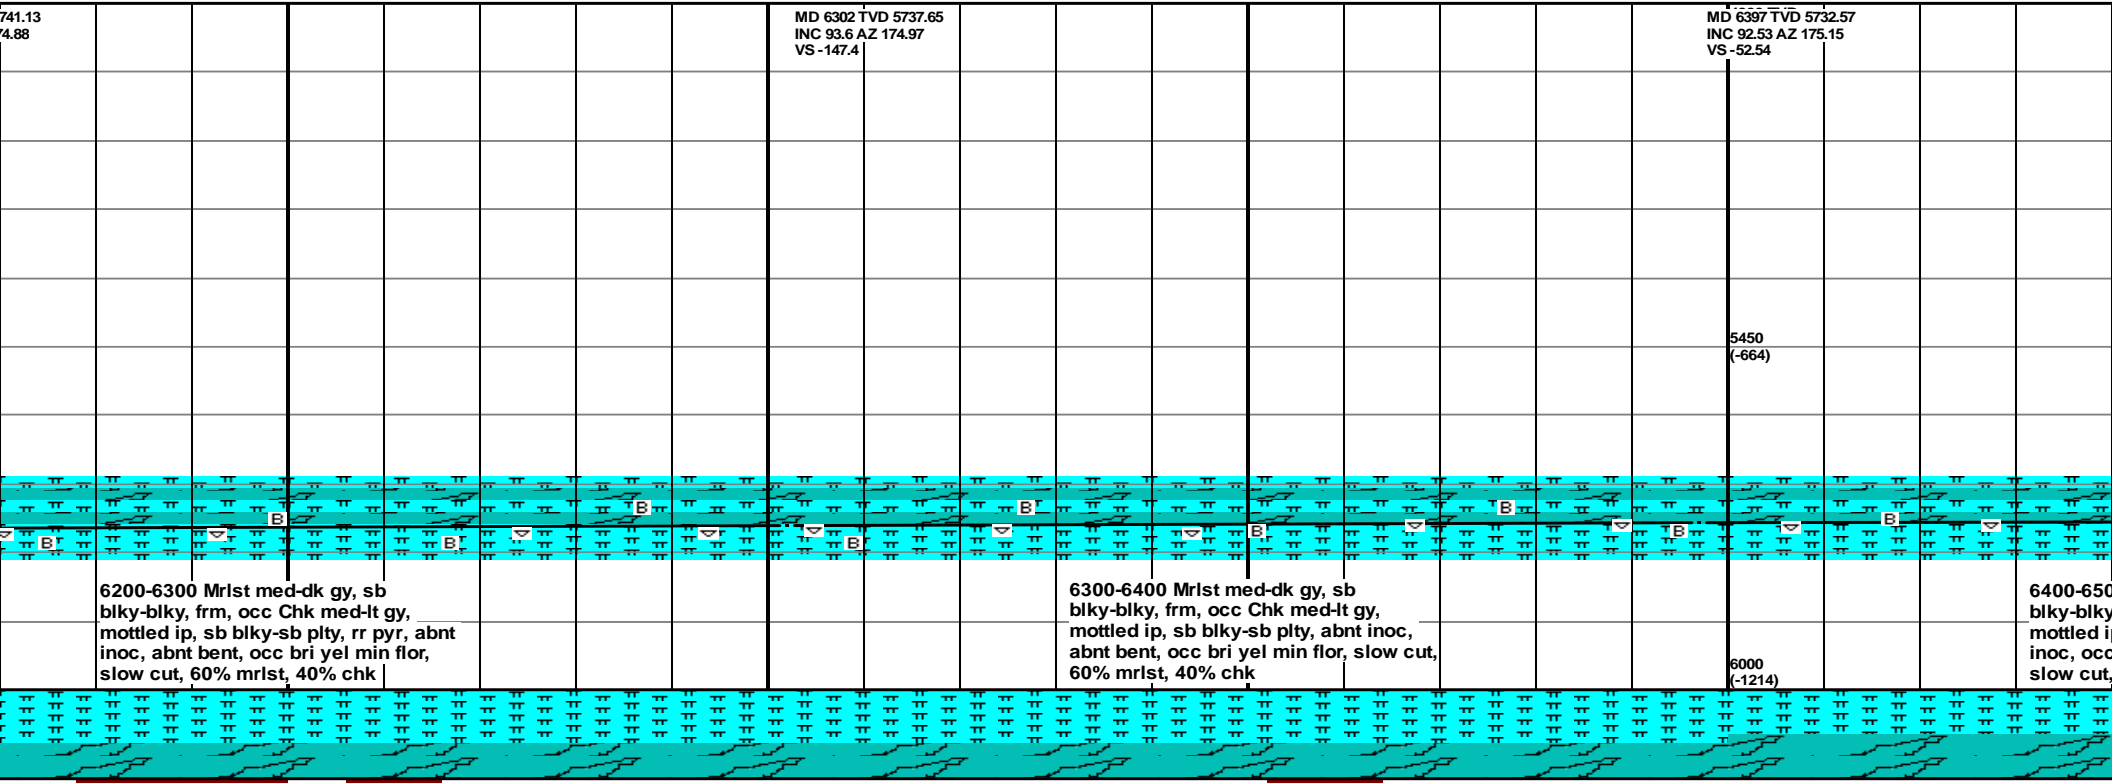 741.13
74.88
MD 6302 TVD 5737.65
INC 93.6 AZ 174.97
VS -147.4
MD 6397 TVD 5732.57
INC 92.53 AZ 175.15
VS -52.54
5450
(-664)
B
B
B
B
B
B
B
B
B
B
6200-6300 Mrlst med-dk gy, sb
blky-blky, frm, occ Chk med-lt gy,
mottled ip, sb blky-sb plty, rr pyr, abnt
inoc, abnt bent, occ bri yel min flor,
slow cut, 60% mrlst, 40% chk
6300-6400 Mrlst med-dk gy, sb
blky-blky, frm, occ Chk med-lt gy,
mottled ip, sb blky-sb plty, abnt inoc,
abnt bent, occ bri yel min flor, slow cut,
60% mrlst, 40% chk
6000
(-1214)
6400-650
blky-blky
mottled i
inoc, occ
slow cut,